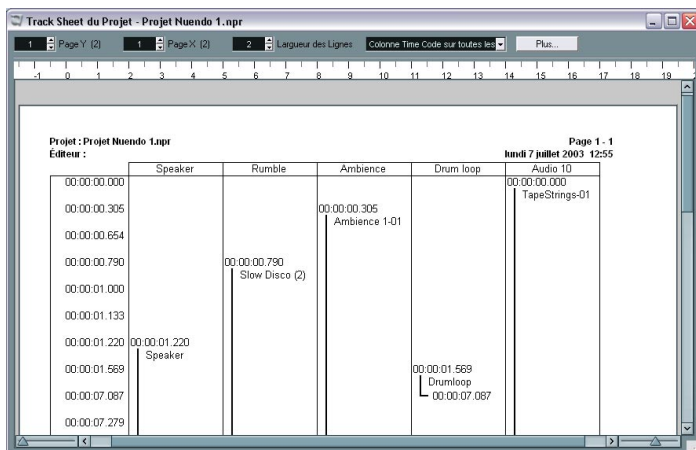 Track Sheet du Projet - Projet Nuendo 1.npr
1 Page Y (2) 1 Page X (2) 2 Largueur des Lignes Colonne Time Code sur toutes les Plus...
-1 0 1 2 3 4 5 6 7 8 9 10 11 12 13 14 15 16 17 18 19
Projet : Projet Nuendo 1.npr Page 1 - 1
Éditeur : lundi 7 juillet 2003 12:55
Speaker Rumble Ambience Drum loop Audio 10
00:00:00.000 00:00:00.000
TapeStrings-01
00:00:00.305 00:00:00.305
Ambience 1-01
00:00:00.654
00:00:00.790 00:00:00.790
Slow Disco (2)
00:00:01.000
00:00:01.133
00:00:01.220 00:00:01.220
Speaker
00:00:01.569 00:00:01.569
Drumloop
00:00:07.087 00:00:07.087
00:00:07.279